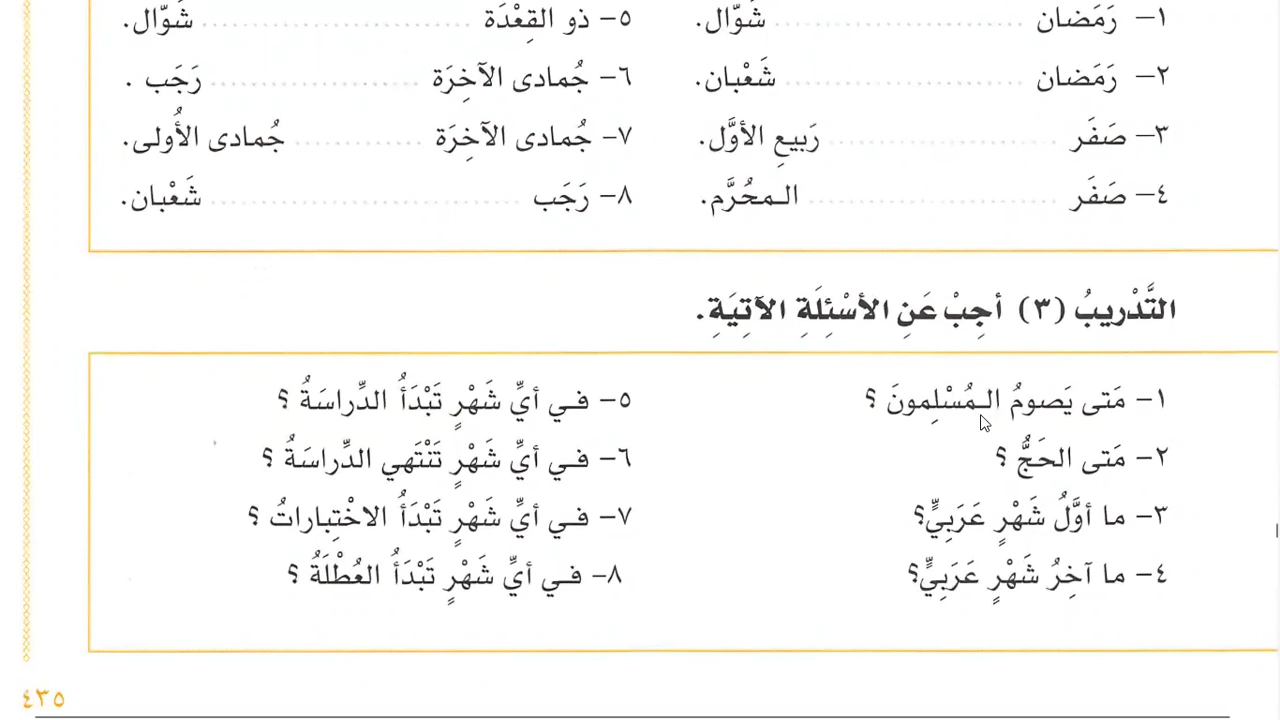 ١- رَمَضان ........................ شَوّال.
٢- رَمَضان ........................ شَعْبان.
٣- صَفَر ........................ رَبيعِ الأوَّل.
٤- صَفَر ........................ المحُرَّم.
٥- ذو القِعْدَة ........................ شَوّال.
٦- جُمادى الآخِرَة ........................ رَجَب .
٧- جُمادى الآخِرَة ............ جُمادى الأُولى.
٨- رَجَب ........................ شَعْبان.
التَّدْريبُ (٣) أجِبْ عَنِ الأسْئِلَةِ الآتِيَةِ.
١- مَتى يَصومُ المُسْلِمونَ ؟
٢- مَتى الحَجُّ ؟
٣- ما أوَّلُ شَهْرٍ عَرَبِيٍّ؟
٤- ما آخِرُ شَهْرٍ عَرَبِيٍّ؟
٥- في أيِّ شَهْرٍ تَبْدَأُ الدِّراسَةُ ؟
٦- في أيِّ شَهْرٍ تَنْتَهي الدِّراسَةُ ؟
٧- في أيِّ شَهْرٍ تَبْدَأُ الاخْتِباراتُ ؟
٨- في أيِّ شَهْرٍ تَبْدَأُ العُطْلَةُ ؟
٤٣٥